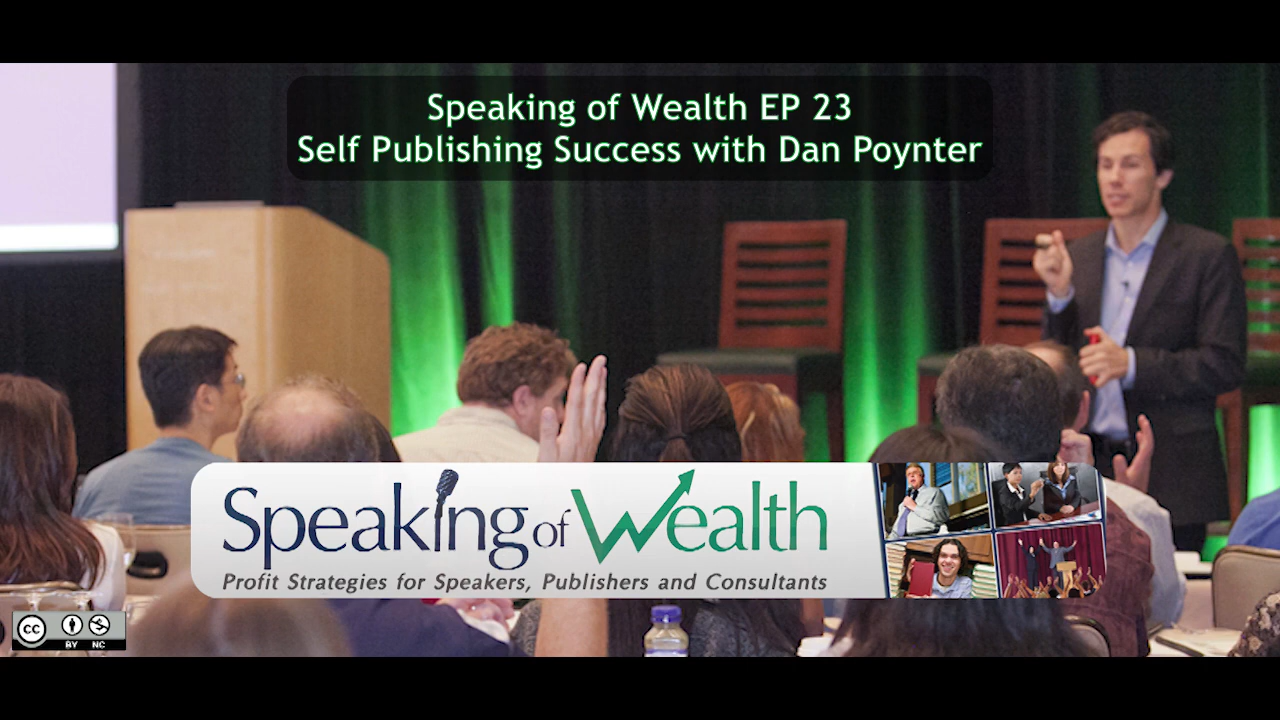 Speaking of Wealth EP 23
Self Publishing Success with Dan Poynter
Speaking of Wealth
Profit Strategies for Speakers, Publishers and Consultants
cc
BY NC